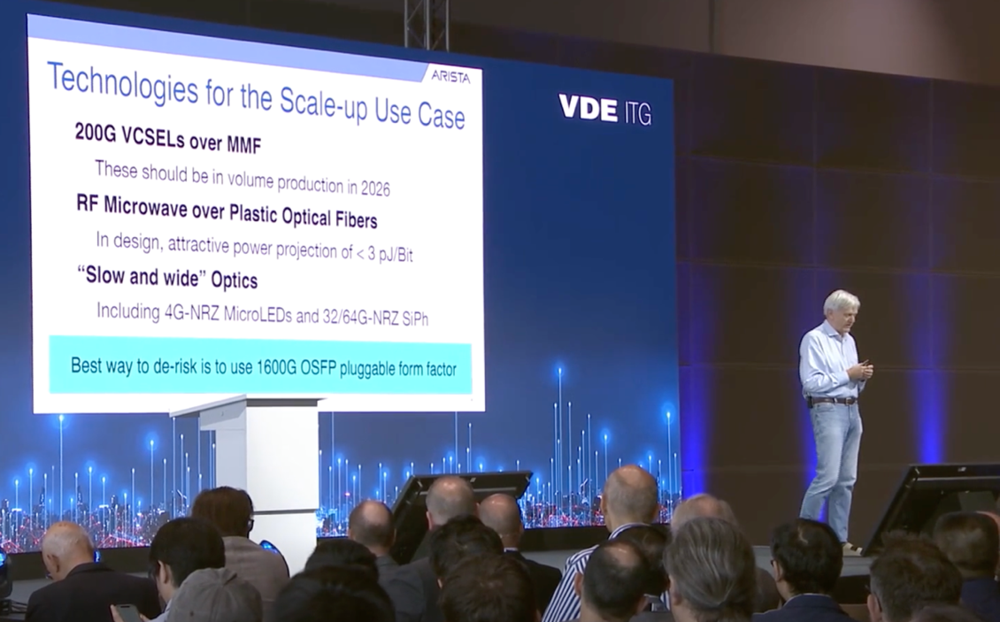 ARISTA
Technologies for the Scale-up Use Case
200G VCSELs over MMF
These should be in volume production in 2026
RF Microwave over Plastic Optical Fibers
In design, attractive power projection of < 3 pJ/Bit
“Slow and wide” Optics
Including 4G-NRZ MicroLEDs and 32/64G-NRZ SiPh
Best way to de-risk is to use 1600G OSFP pluggable form factor
VDE ITG